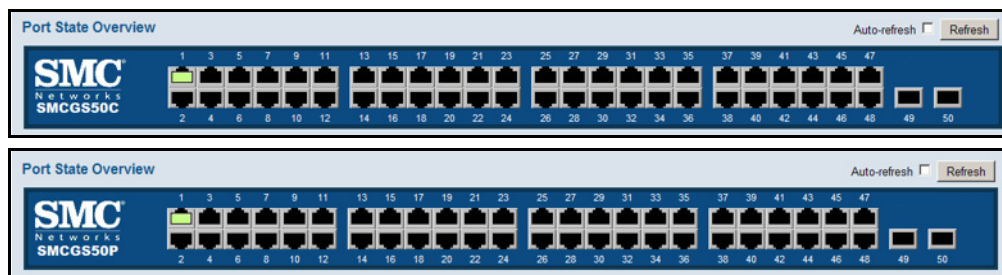 Port State Overview Auto-refresh Refresh
1 3 5 7 9 11 13 15 17 19 21 23 25 27 29 31 33 35 37 39 41 43 45 47
SMC
Networks
SMCGS50C
2 4 6 8 10 12 14 16 18 20 22 24 26 28 30 32 34 36 38 40 42 44 46 48 49 50
Port State Overview Auto-refresh Refresh
1 3 5 7 9 11 13 15 17 19 21 23 25 27 29 31 33 35 37 39 41 43 45 47
SMC
Networks
SMCGS50P
2 4 6 8 10 12 14 16 18 20 22 24 26 28 30 32 34 36 38 40 42 44 46 48 49 50